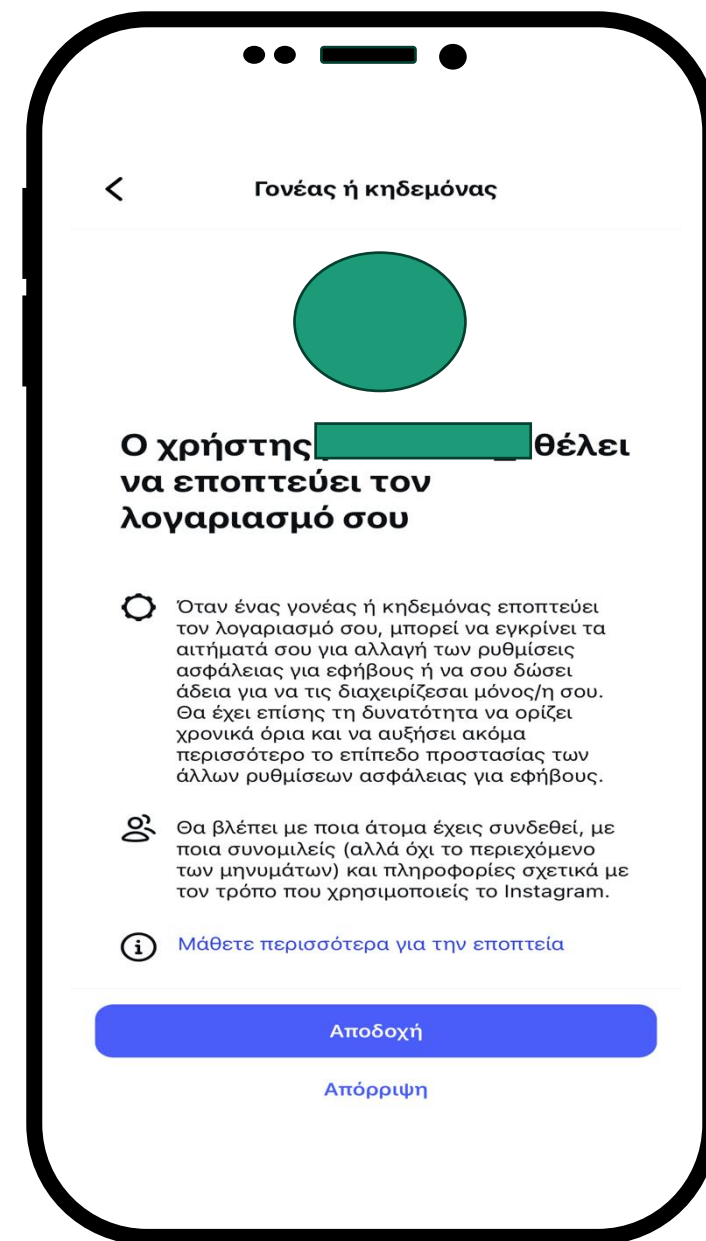 Γονέας ή κηδεμόνας
Ο χρήστης θέλει
να εποπτεύει τον
λογαριασμό σου
Όταν ένας γονέας ή κηδεμόνας εποπτεύει
τον λογαριασμό σου, μπορεί να εγκρίνει τα
αιτήματά σου για αλλαγή των ρυθμίσεις
ασφάλειας για εφήβους ή να σου δώσει
άδεια για να τις διαχειρίζεσαι μόνος/η σου.
Θα έχει επίσης τη δυνατότητα να ορίζει
χρονικά όρια και να αυξήσει ακόμα
περισσότερο το επίπεδο προστασίας των
άλλων ρυθμίσεων ασφάλειας για εφήβους.
Θα βλέπει με ποια άτομα έχεις συνδεθεί, με
ποια συνομιλείς (αλλά όχι το περιεχόμενο
των μηνυμάτων) και πληροφορίες σχετικά με
τον τρόπο που χρησιμοποιείς το Instagram.
Μάθετε περισσότερα για την εποπτεία
Αποδοχή
Απόρριψη